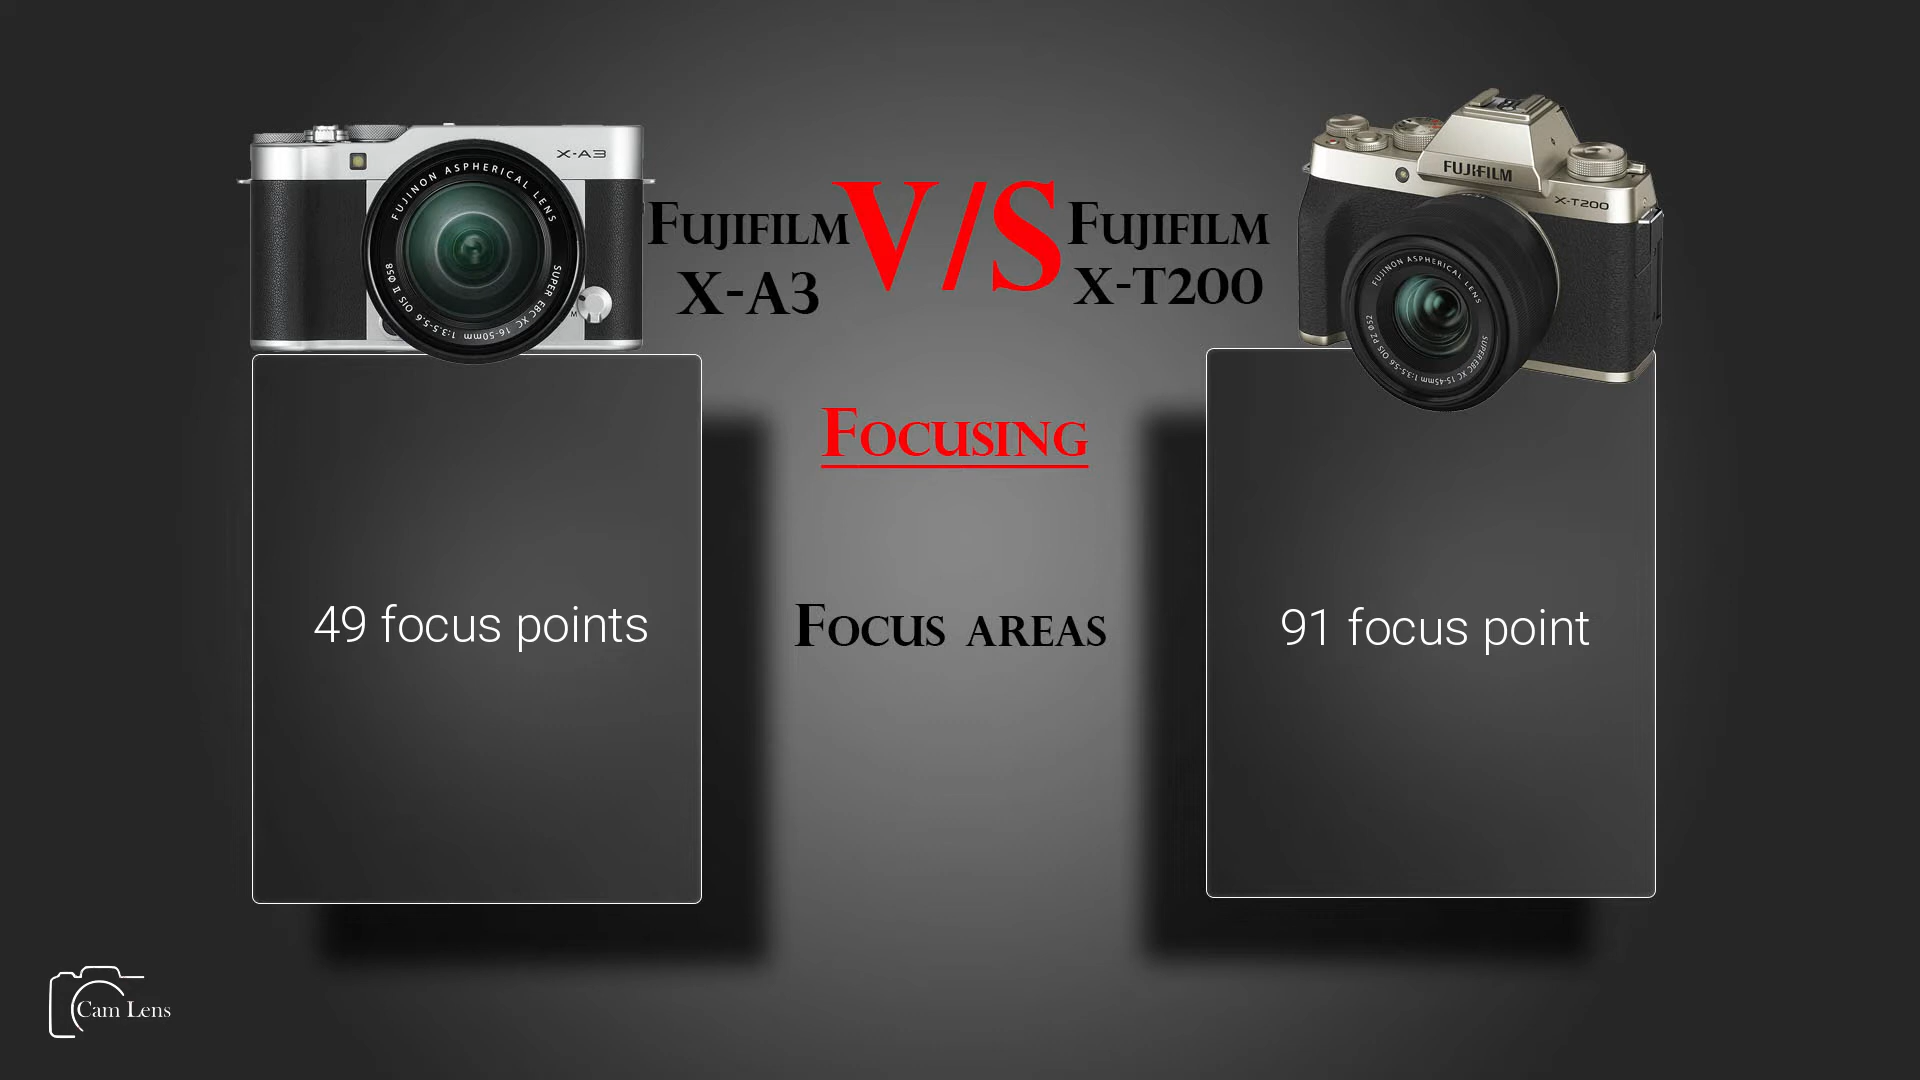 X-A3
FUJINON ASPHERICAL LENS
SUPER EBC XC 16-50mm 1:3.5-5.6 OIS II Ø58
FUJIFILM
X-T200
FUJINON ASPHERICAL LENS
SUPER EBC XC 15-45mm 1:3.5-5.6 OIS PZ Ø52
Fujifilm
X-A3
V/S
Fujifilm
X-T200
Focusing
49 focus points
Focus areas
91 focus point
Cam Lens